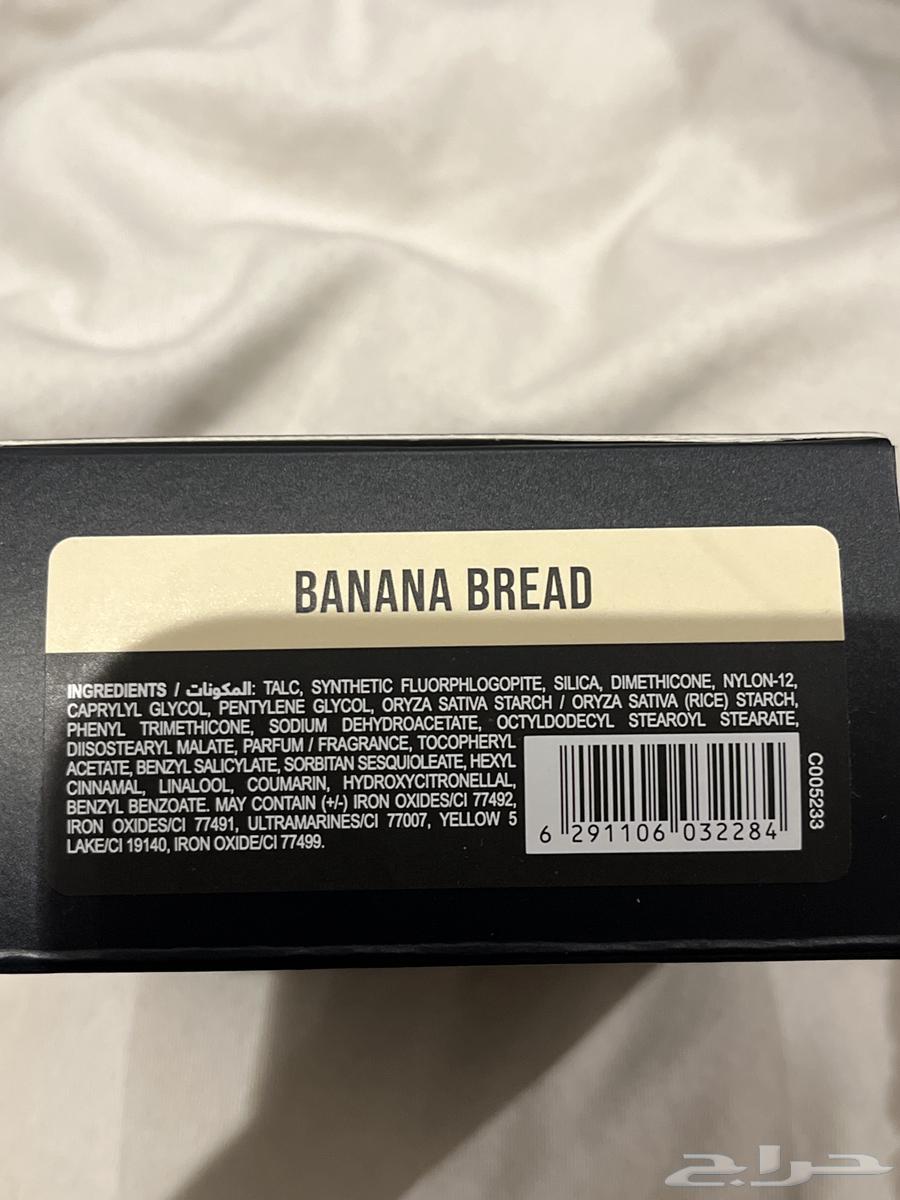 BANANA BREAD
INGREDIENTS / المكونات: TALC, SYNTHETIC FLUORPHLOGOPITE, SILICA, DIMETHICONE, NYLON-12,
CAPRYLYL GLYCOL, PENTYLENE GLYCOL, ORYZA SATIVA STARCH / ORYZA SATIVA (RICE) STARCH,
PHENYL TRIMETHICONE, SODIUM DEHYDROACETATE, OCTYLDODECYL STEAROYL STEARATE,
DIISOSTEARYL MALATE, PARFUM / FRAGRANCE, TOCOPHERYL
ACETATE, BENZYL SALICYLATE, SORBITAN SESQUIOLEATE, HEXYL
CINNAMAL, LINALOOL, COUMARIN, HYDROXYCITRONELLAL,
BENZYL BENZOATE. MAY CONTAIN (+/-) IRON OXIDES/CI 77492,
IRON OXIDES/CI 77491, ULTRAMARINES/CI 77007, YELLOW 5
LAKE/CI 19140, IRON OXIDE/CI 77499.
6 291106 032284
C005233
حراج